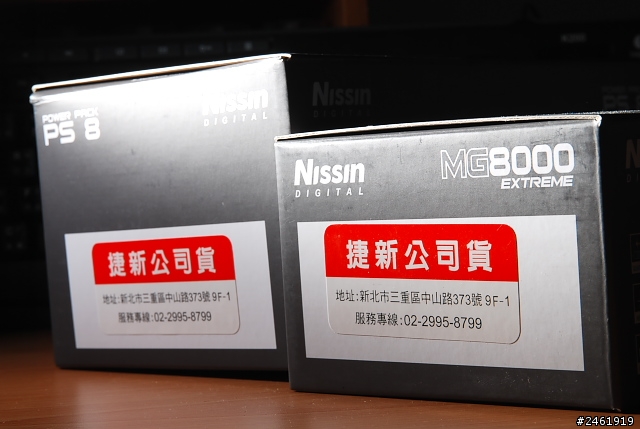 POWER PACK
PS 8
Nissin
DIGITAL
捷新公司貨
地址:新北市三重區中山路373號 9F-1
服務專線:02-2995-8799
Nissin
DIGITAL
Nissin
DIGITAL
MG8000
EXTREME
捷新公司貨
地址:新北市三重區中山路373號 9F-1
服務專線:02-2995-8799
#2461919